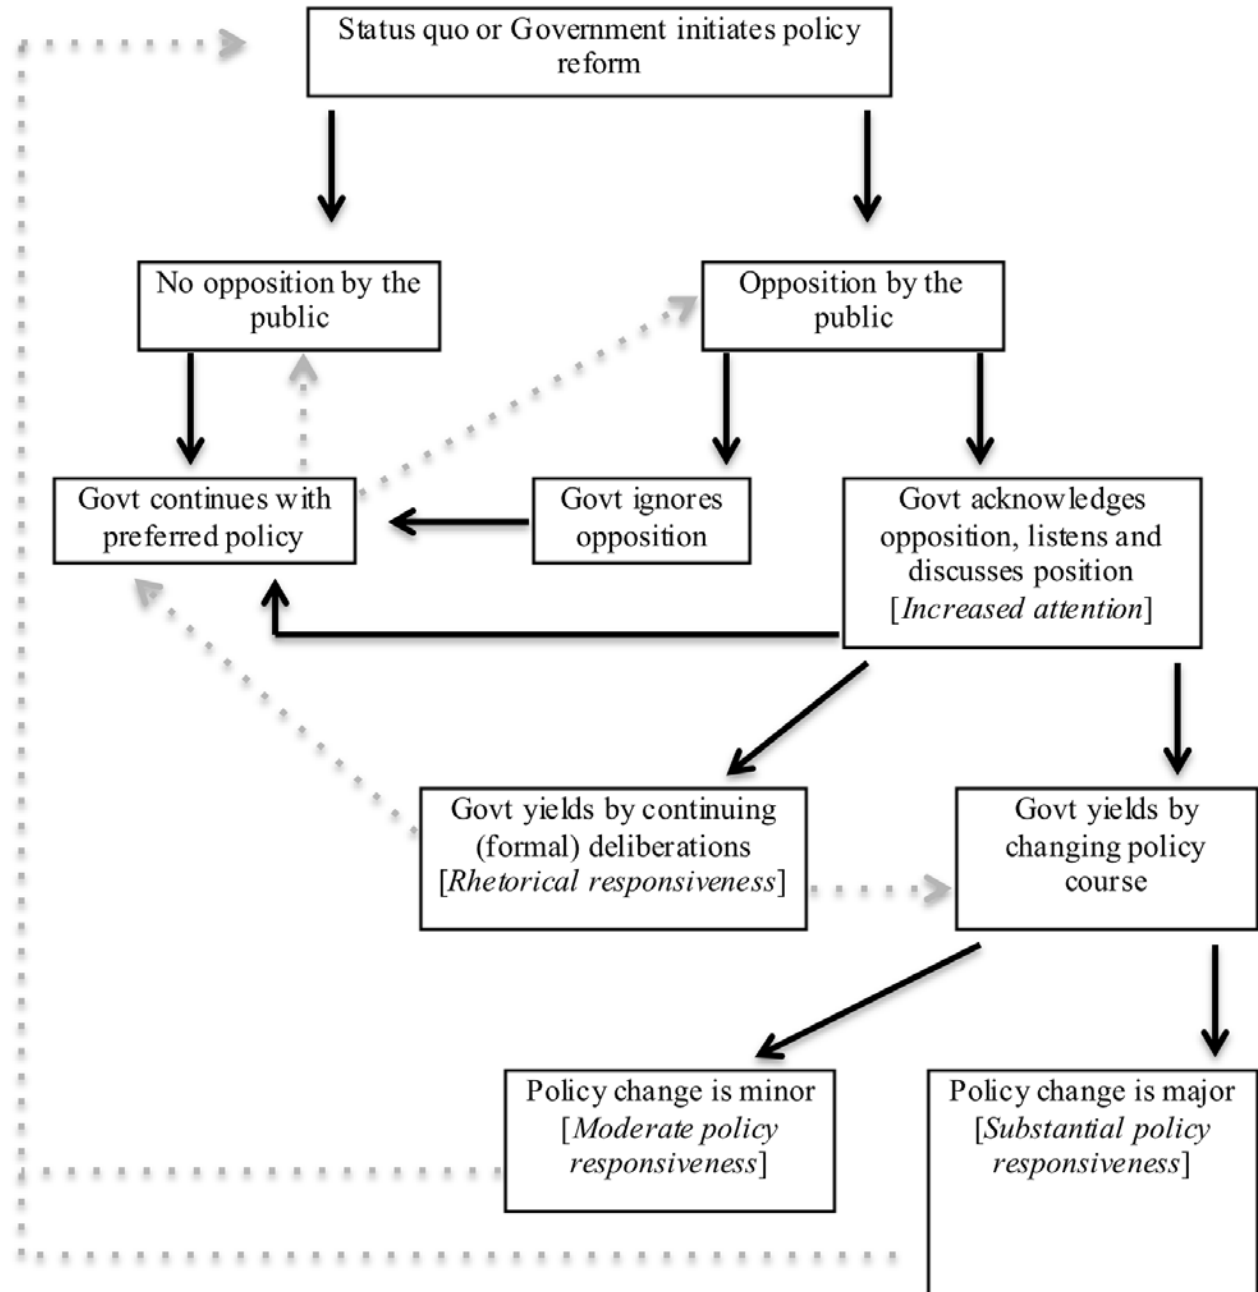 Status quo or Government initiates policy
reform
No opposition by the
public
Opposition by the
public
Govt continues with
preferred policy
Govt ignores
opposition
Govt acknowledges
opposition, listens and
discusses position
[Increased attention]
Govt yields by continuing
(formal) deliberations
[Rhetorical responsiveness]
Govt yields by
changing policy
course
Policy change is minor
[Moderate policy
responsiveness]
Policy change is major
[Substantial policy
responsiveness]